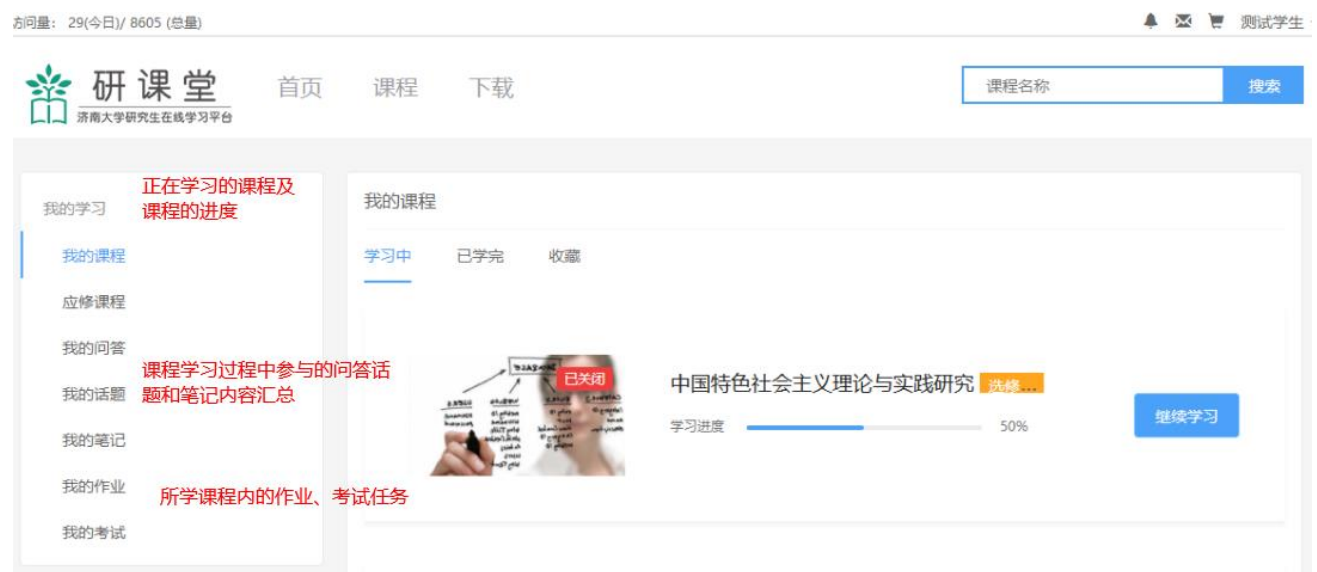 访问量: 29(今日)/ 8605 (总量)
测试学生
研课堂
济南大学研究生在线学习平台
首页
课程
下载
课程名称
搜索
我的学习
正在学习的课程及
课程的进度
我的课程
应修课程
我的问答
我的话题
课程学习过程中参与的问答话
题和笔记内容汇总
我的笔记
我的作业
所学课程内的作业、考试任务
我的考试
我的课程
学习中
已学完
收藏
已关闭
中国特色社会主义理论与实践研究
选修...
学习进度
50%
继续学习